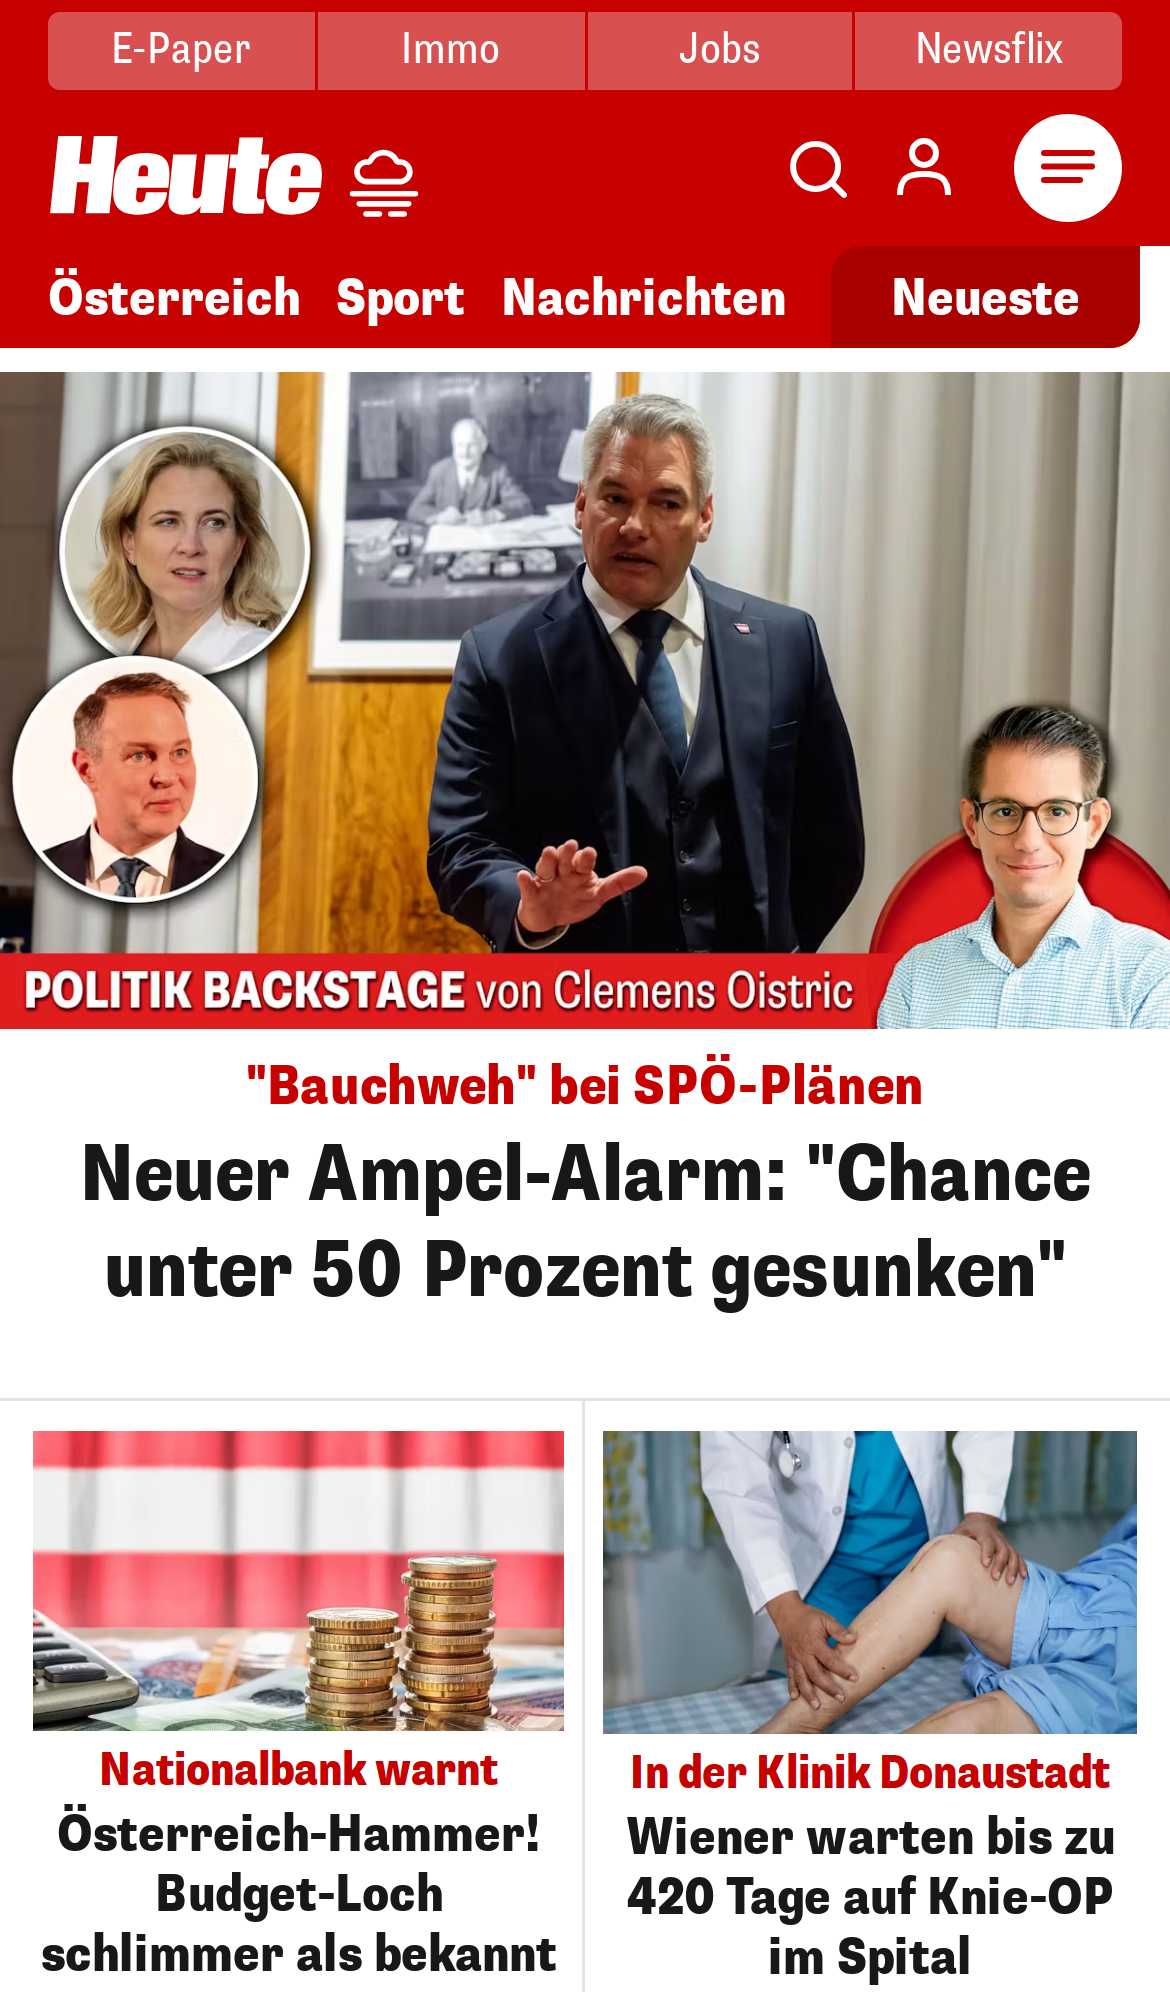 E-Paper
Immo
Jobs
Newsflix
Heute
Österreich
Sport
Nachrichten
Neueste
POLITIK BACKSTAGE von Clemens Oistric
"Bauchweh" bei SPÖ-Plänen
Neuer Ampel-Alarm: "Chance
unter 50 Prozent gesunken"
Nationalbank warnt
Österreich-Hammer!
Budget-Loch
schlimmer als bekannt
In der Klinik Donaustadt
Wiener warten bis zu
420 Tage auf Knie-OP
im Spital